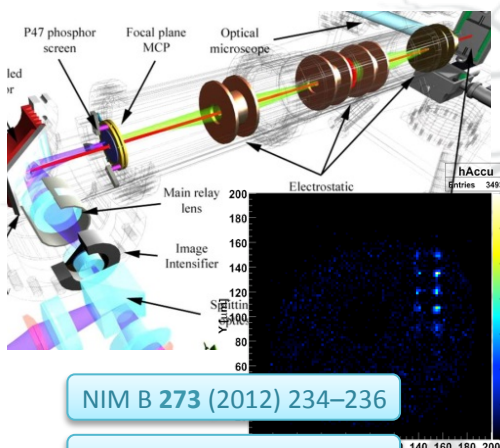 P47 phosphor
screen
Focal plane
MCP
Optical
microscope
Main relay
lens
Image
Intensifier
Electrostatic
hAccu
Entries
200
180
160
140
120
100
80
60
Y [um]
NIM B 273 (2012) 234–236
140 160 180 200